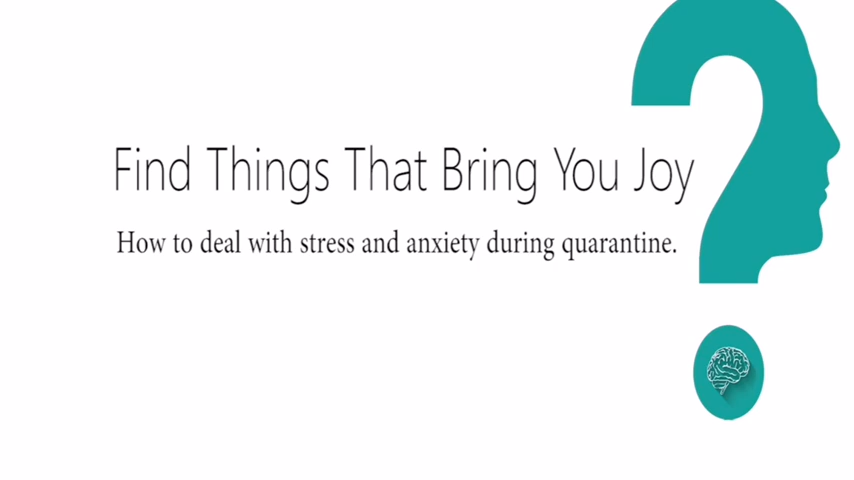 Find Things That Bring You Joy
How to deal with stress and anxiety during quarantine.